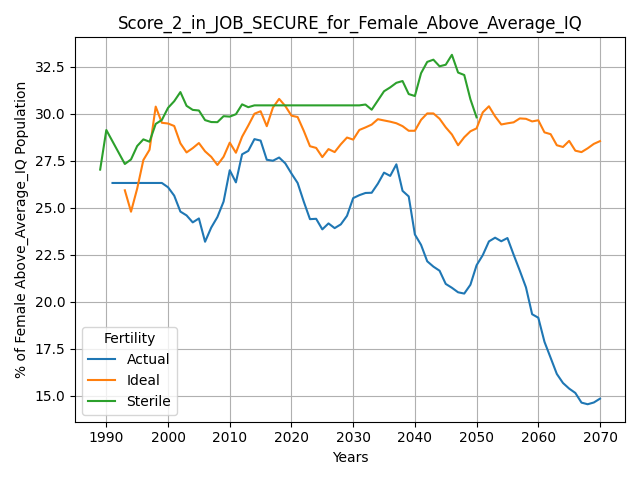 Score_2_in_JOB_SECURE_for_Female_Above_Average_IQ
% of Female Above_Average_IQ Population
32.5
30.0
27.5
25.0
22.5
20.0
17.5
15.0
Fertility
Actual
Ideal
Sterile
1990 2000 2010 2020 2030 2040 2050 2060 2070
Years